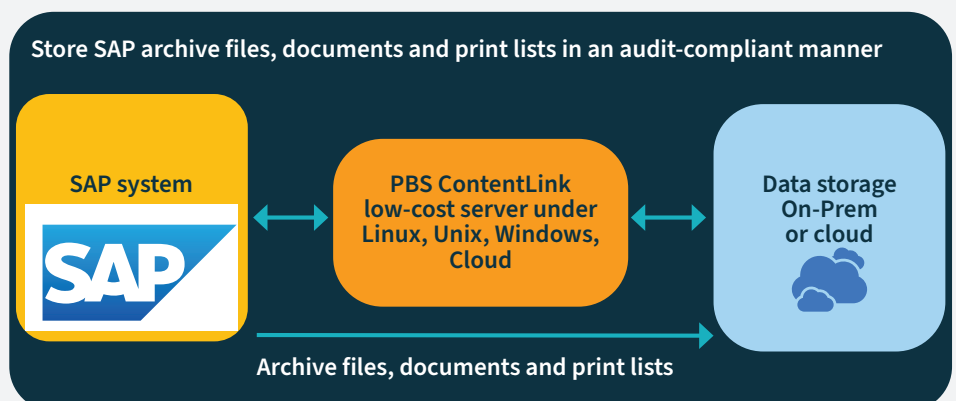 Store SAP archive files, documents and print lists in an audit-compliant manner
SAP system
SAP
PBS ContentLink
low-cost server under
Linux, Unix, Windows,
Cloud
Data storage
On-Prem
or cloud
Archive files, documents and print lists